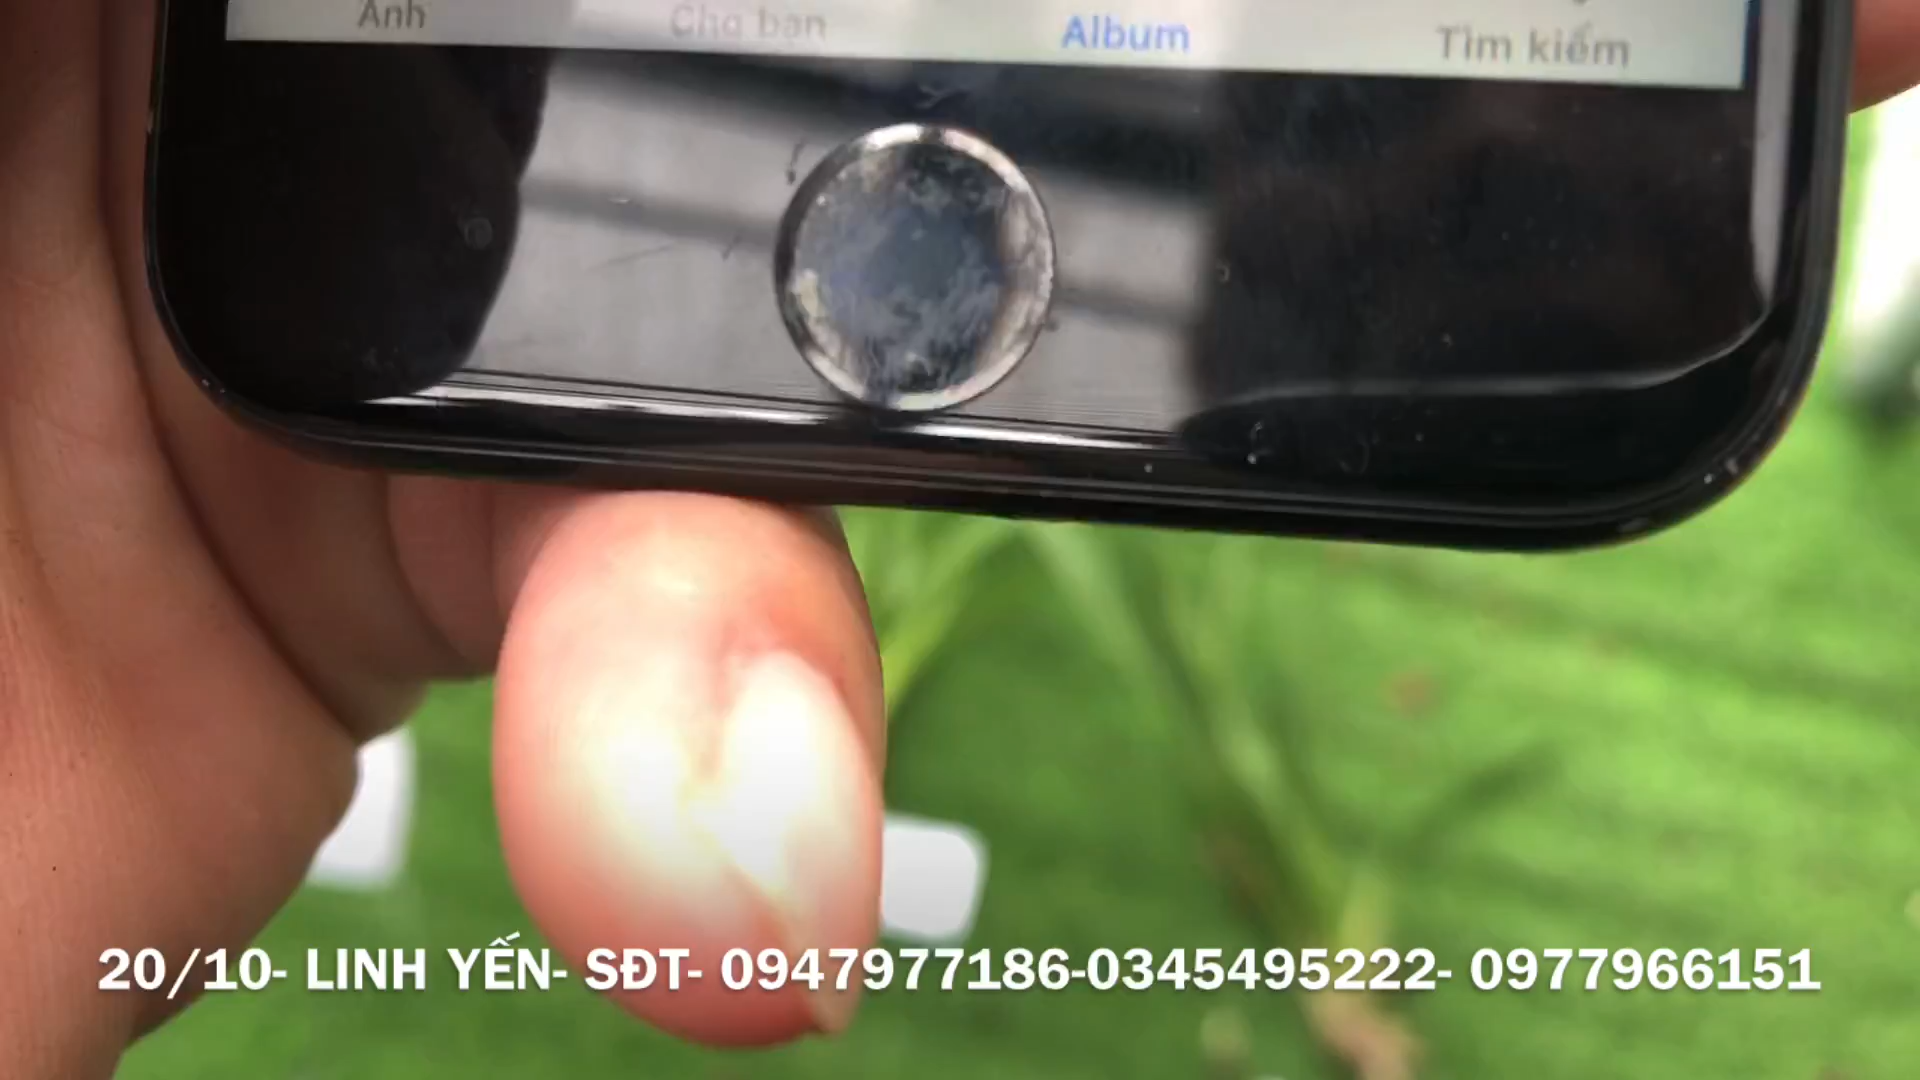 Ảnh Cho bạn Album Tìm kiếm
20/10- LINH YẾN- SĐT- 0947977186-0345495222- 0977966151